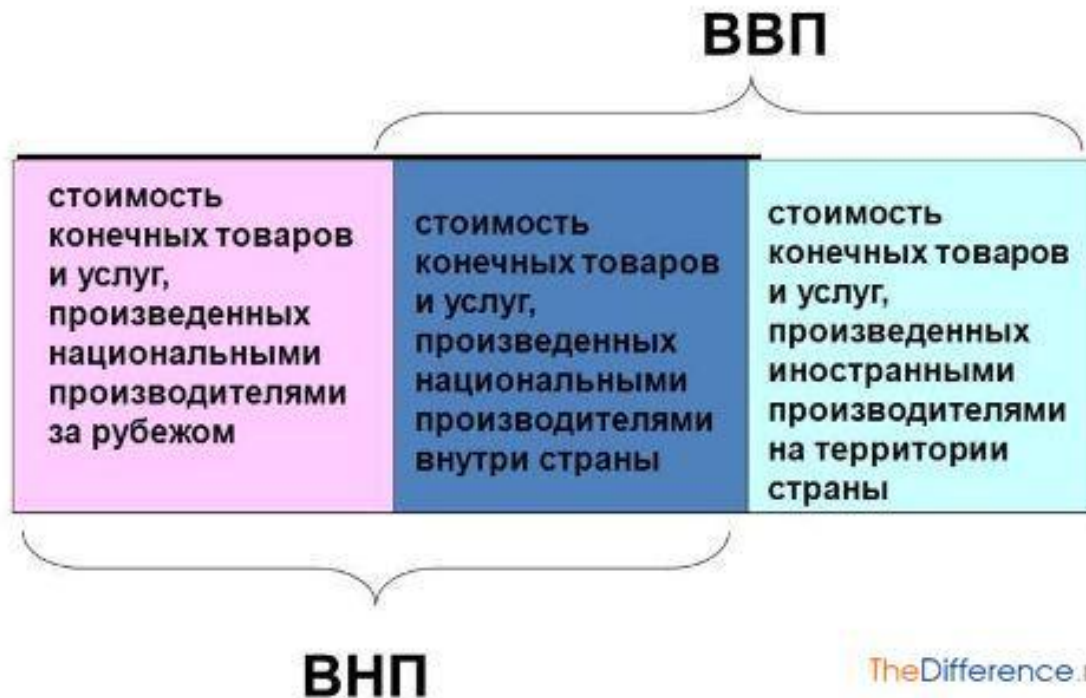 ВВП
стоимость
конечных товаров
и услуг,
произведенных
национальными
производителями
за рубежом
стоимость
конечных товаров
и услуг,
произведенных
национальными
производителями
внутри страны
стоимость
конечных товаров
и услуг,
произведенных
иностранными
производителями
на территории
страны
ВНП
TheDifference.